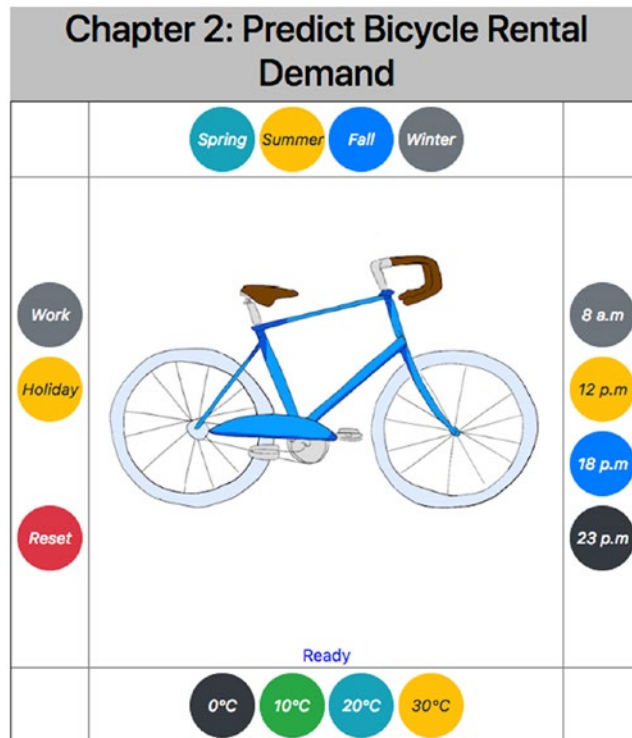 Chapter 2: Predict Bicycle Rental
Demand
Spring Summer Fall Winter
Work
8 a.m
Holiday
12 p.m
18 p.m
Reset
23 p.m
Ready
0°C 10°C 20°C 30°C